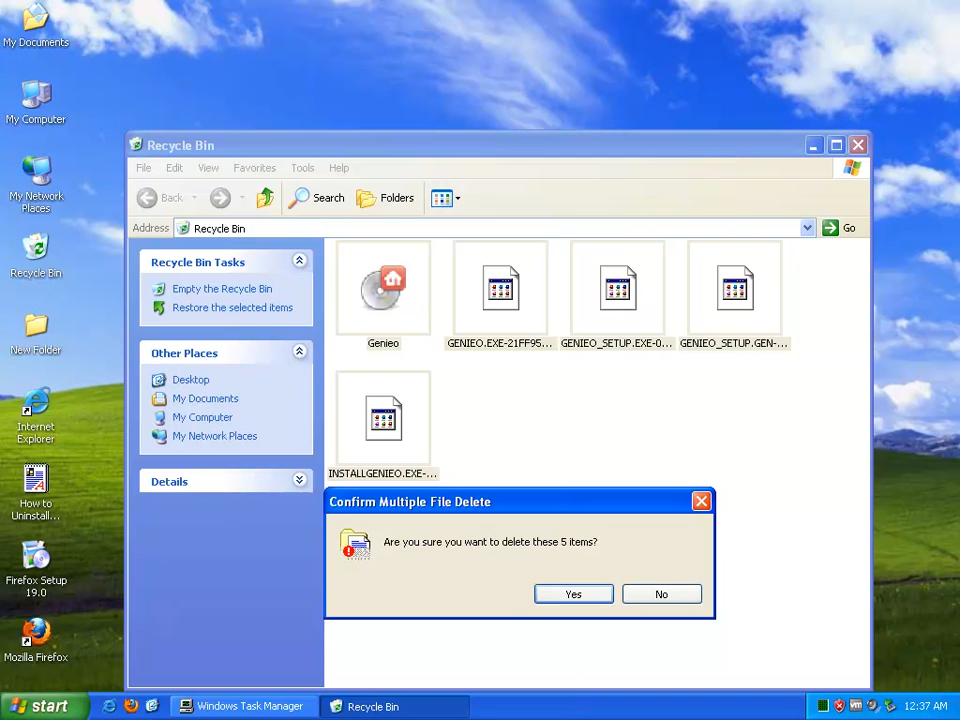 My Documents
My Computer
My Network
Places
Recycle Bin
New Folder
Internet
Explorer
How to
Uninstall...
Firefox Setup
19.0
Mozilla Firefox
Recycle Bin
File Edit View Favorites Tools Help
Back Search Folders
Address Recycle Bin Go
Recycle Bin Tasks
Empty the Recycle Bin
Restore the selected items
Other Places
Desktop
My Documents
My Computer
My Network Places
Details
Genieo
GENIEO.EXE-21FF95...
GENIEO_SETUP.EXE-0...
GENIEO_SETUP.GEN-...
INSTALLGENIEO.EXE-...
Confirm Multiple File Delete
Are you sure you want to delete these 5 items?
Yes No
start Windows Task Manager Recycle Bin 12:37 AM